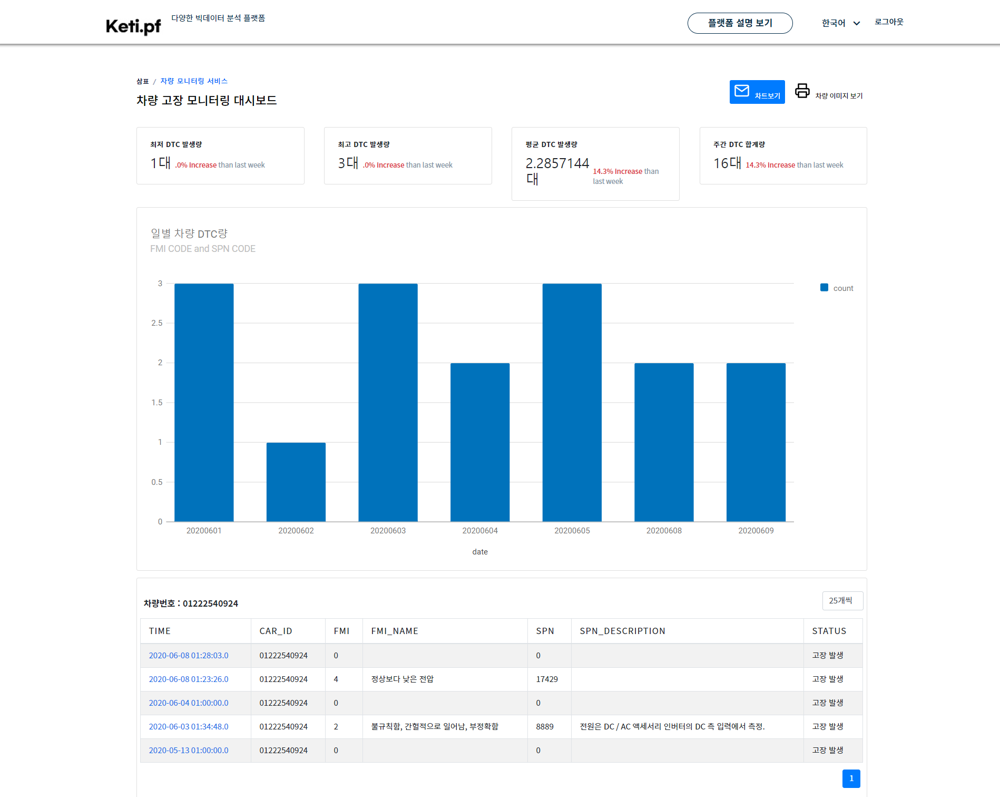 Keti.pf 다양한 빅데이터 분석 플랫폼 플랫폼 설명 보기 한국어 로그아웃
삼표 / 차량 모니터링 서비스
차량 고장 모니터링 대시보드
차트보기 차량 이미지 보기
최저 DTC 발생량
1대 .0% Increase than last week
최고 DTC 발생량
3대 .0% Increase than last week
평균 DTC 발생량
2.2857144
대 14.3% Increase than
last week
주간 DTC 합계량
16대 14.3% Increase than last week
일별 차량 DTC량
FMI CODE and SPN CODE
3
2.5
2
1.5
1
0.5
0
count
20200601 20200602 20200603 20200604 20200605 20200608 20200609
date
차량번호 : 01222540924 25개씩
TIME CAR_ID FMI FMI_NAME SPN SPN_DESCRIPTION STATUS
2020-06-08 01:28:03.0 01222540924 0 0 고장 발생
2020-06-08 01:23:26.0 01222540924 4 정상보다 낮은 전압 17429 고장 발생
2020-06-04 01:00:00.0 01222540924 0 0 고장 발생
2020-06-03 01:34:48.0 01222540924 2 불규칙함, 간헐적으로 일어남, 부정확함 8889 전원은 DC / AC 액세서리 인버터의 DC 측 입력에서 측정. 고장 발생
2020-05-13 01:00:00.0 01222540924 0 0 고장 발생
1